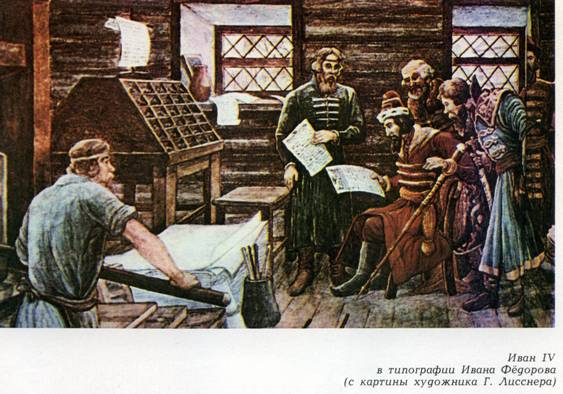 Иван IV
в типографии Ивана Фёдорова
(с картины художника Г. Лисснера)